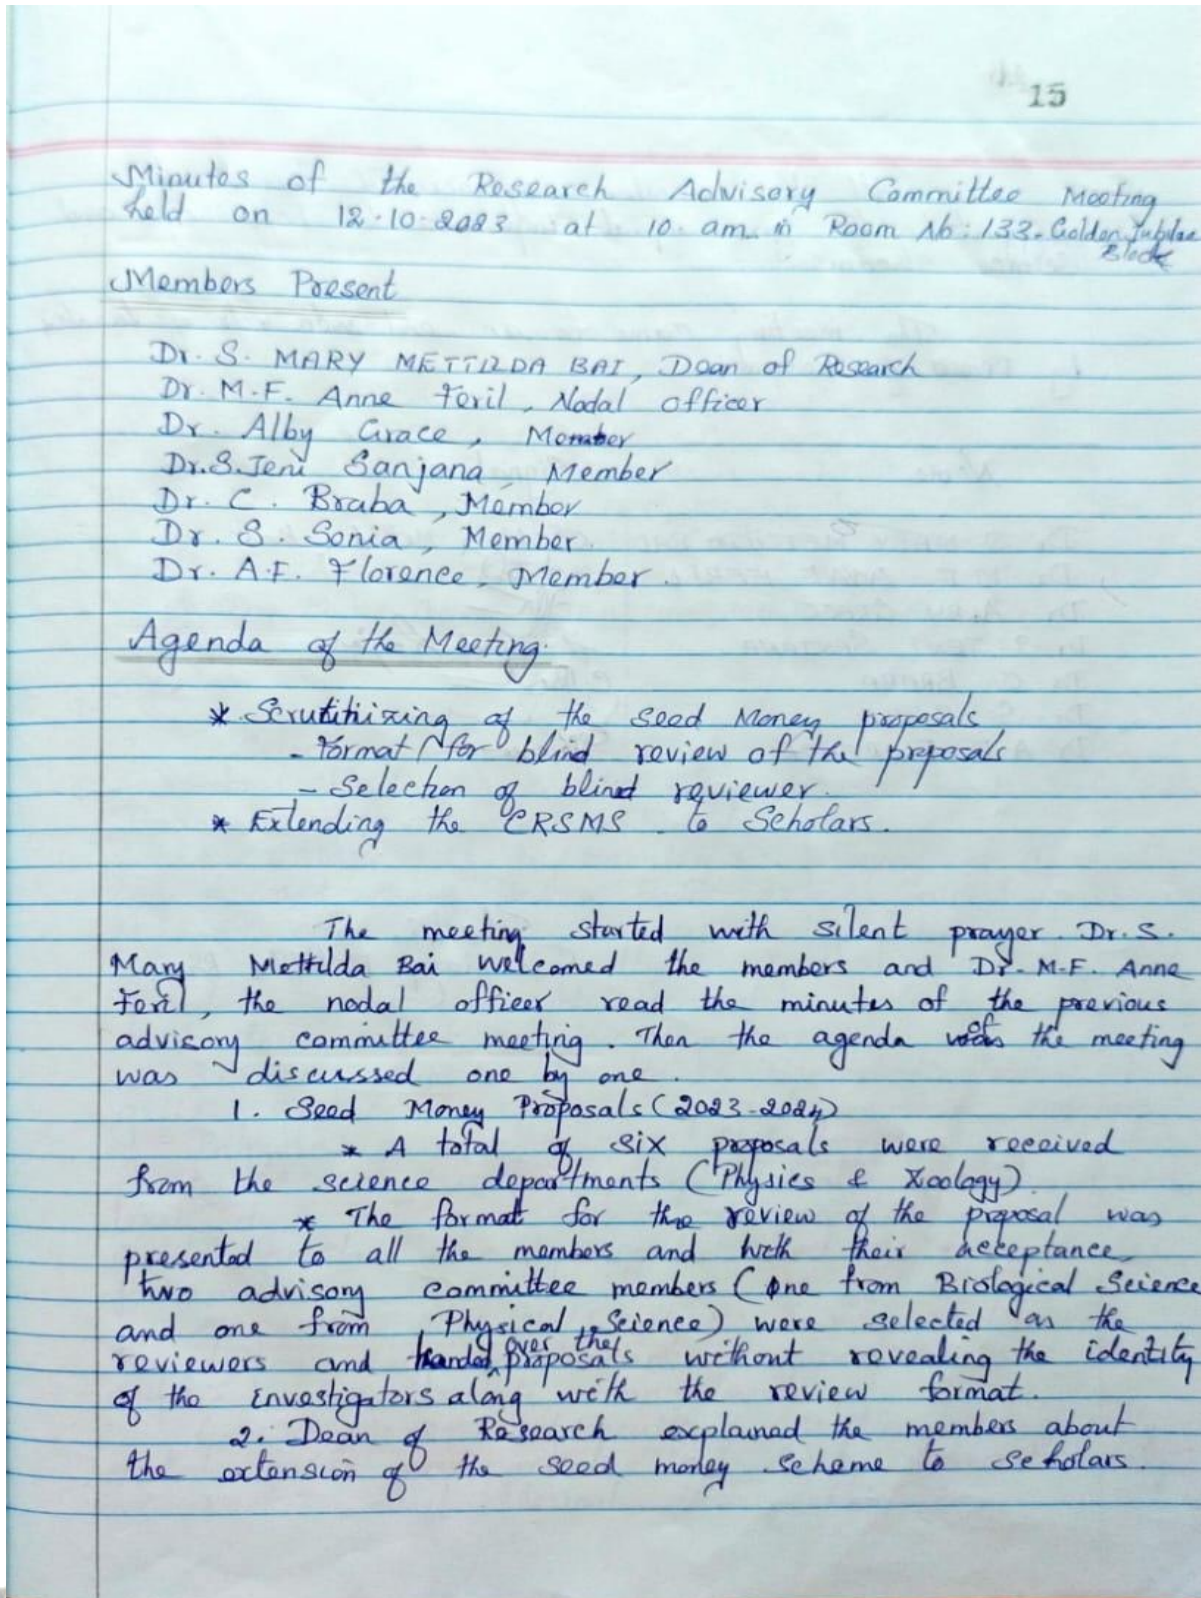 15
Minutes of the Research Advisory Committee Meeting
held on 12.10.2023 at 10 am in Room No: 133. Golden Jubilee
Block
Members Present
Dr. S. MARY METTILDA BAI, Dean of Research
Dr. M.F. Anne Feril, Nodal officer
Dr. Alby Grace, Member
Dr. S. Jeni Sanjana, Member
Dr. C. Braba, Member
Dr. S. Sonia, Member.
Dr. A.F. Florence, Member.
Agenda of the Meeting.
* Scrutinizing of the seed Money proposals
- Format for blind review of the proposals
- Selection of blind reviewer.
* Extending the CRSMS to Scholars.
The meeting started with silent prayer. Dr. S.
Mary Mettilda Bai welcomed the members and Dr. M.F. Anne
Feril, the nodal officer read the minutes of the previous
advisory committee meeting. Then the agenda of the meeting
was discussed one by one.
1. Seed Money Proposals (2023-2024)
* A total of six proposals were received
from the science departments (Physics & Zoology)
* The format for the review of the proposal was
presented to all the members and with their acceptance
two advisory committee members (one from Biological Science
and one from Physical Science) were selected as the
reviewers and handed over the proposals without revealing the identity
of the investigators along with the review format.
2. Dean of Research explained the members about
the extension of the seed money scheme to scholars.